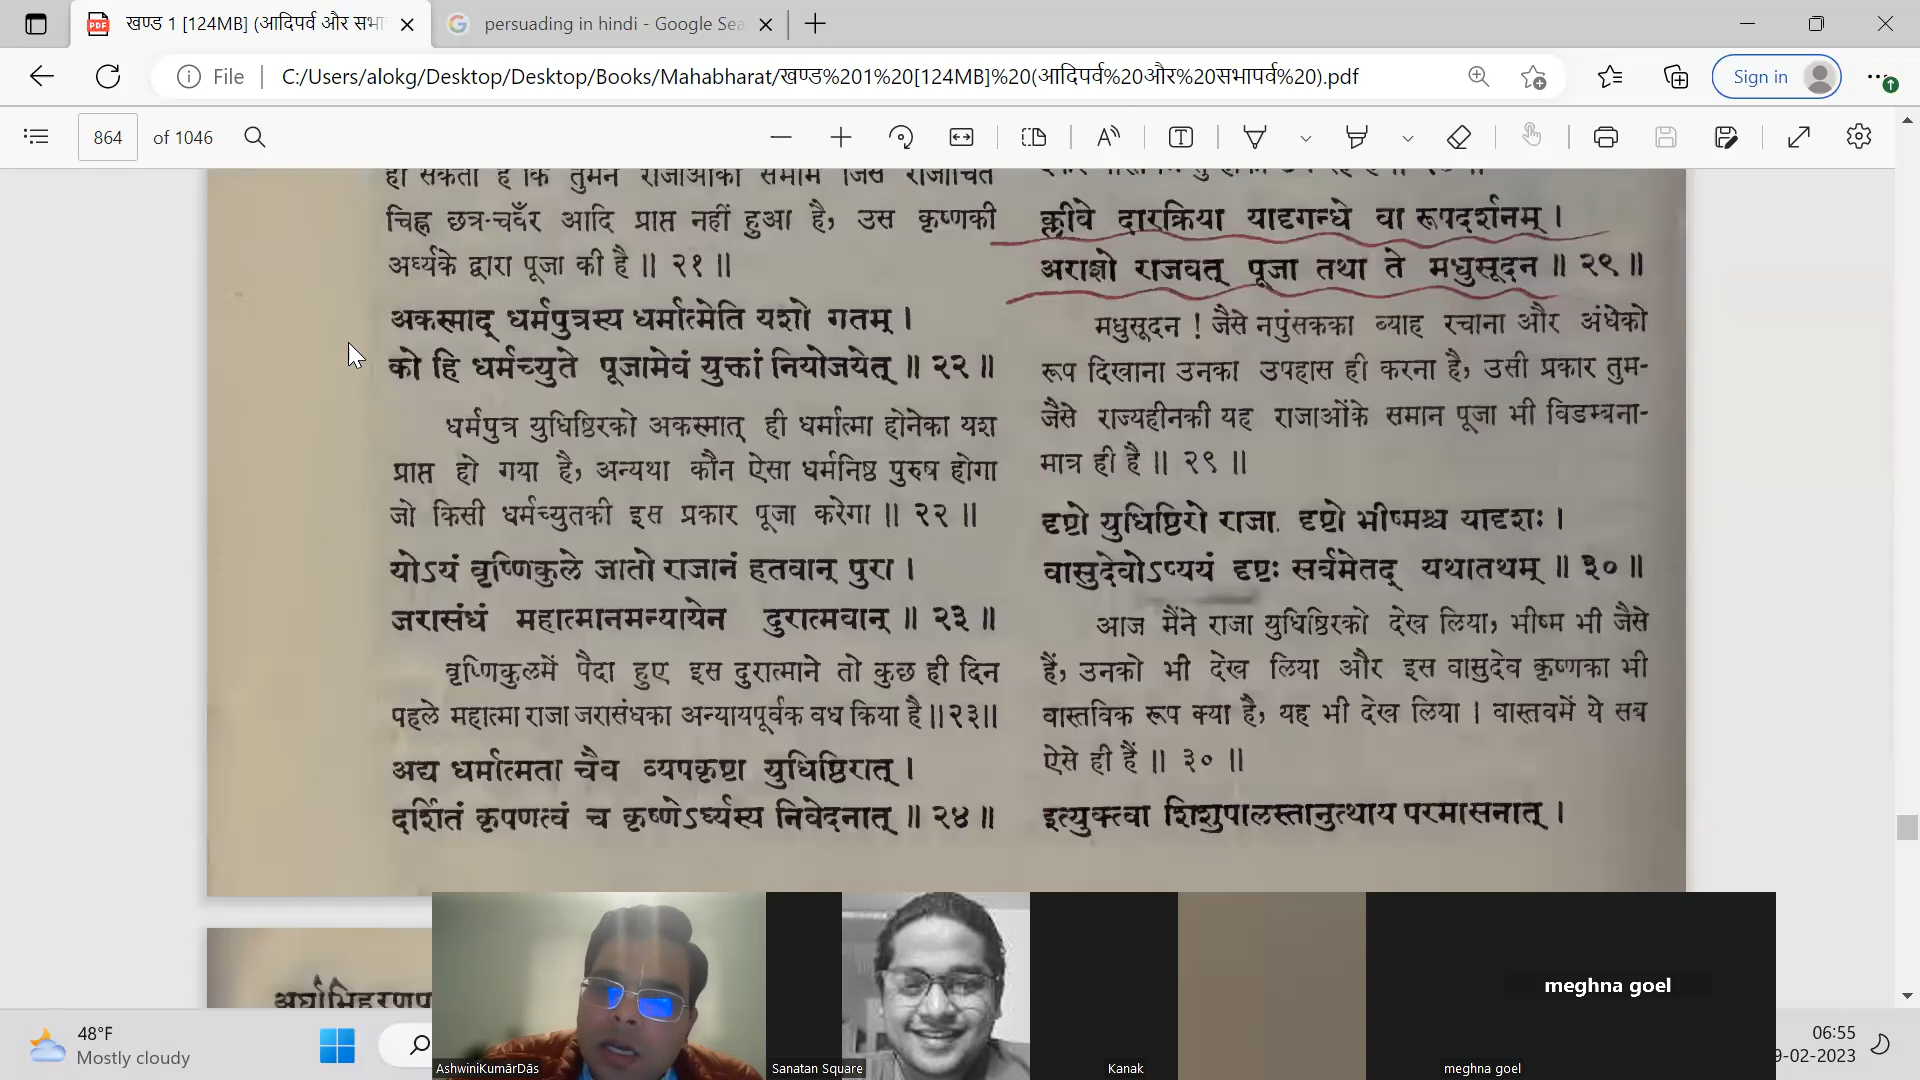 खण्ड 1 [124MB] (आदिपर्व और सभा
persuading in hindi - Google Sea
File
C:/Users/alokg/Desktop/Desktop/Books/Mahabharat/खण्ड%201%20[124MB]%20(आदिपर्व%20और%20सभापर्व%20).pdf
Sign in
864 of 1046
हो सकता है कि तुमने राजाओंकी समामें जिसे राजोचित
चिह्न छत्र-चवँर आदि प्राप्त नहीं हुआ है, उस कृष्णकी
अर्घ्यके द्वारा पूजा की है ॥ २१ ॥
अकस्माद् धर्मपुत्रस्य धर्मात्मेति यशो गतम् ।
को हि धर्मच्युते पूजामेवं युक्तां नियोजयेत् ॥ २२ ॥
धर्मपुत्र युधिष्ठिरको अकस्मात् ही धर्मात्मा होनेका यश
प्राप्त हो गया है, अन्यथा कौन ऐसा धर्मनिष्ठ पुरुष होगा
जो किसी धर्मच्युतकी इस प्रकार पूजा करेगा ॥ २२ ॥
योऽयं वृष्णिकुले जातो राजानं हतवान् पुरा ।
जरासंधं महात्मानमन्यायेन दुरात्मवान् ॥ २३ ॥
वृष्णिकुलमें पैदा हुए इस दुरात्माने तो कुछ ही दिन
पहले महात्मा राजा जरासंधका अन्यायपूर्वक वध किया है॥२३॥
अद्य धर्मात्मता चैव व्यपकृष्टा युधिष्ठिरात् ।
दर्शितं कृपणत्वं च कृष्णेऽर्घ्यस्य निवेदनात् ॥ २४ ॥
क्लीवे दारक्रिया यादृगन्धे वा रूपदर्शनम् ।
अराज्ञो राजवत् पूजा तथा ते मधुसूदन ॥ २९ ॥
मधुसूदन ! जैसे नपुंसकका ब्याह रचाना और अंधेको
रूप दिखाना उनका उपहास ही करना है, उसी प्रकार तुम-
जैसे राज्यहीनकी यह राजाओंके समान पूजा भी विडम्बना-
मात्र ही है ॥ २९ ॥
दृष्टो युधिष्ठिरो राजा दृष्टो भीष्मश्च यादृशः ।
वासुदेवोऽप्ययं दृष्टः सर्वमेतद् यथातथम् ॥ ३० ॥
आज मैंने राजा युधिष्ठिरको देख लिया, भीष्म भी जैसे
हैं, उनको भी देख लिया और इस वासुदेव कृष्णका भी
वास्तविक रूप क्या है, यह भी देख लिया । वास्तवमें ये सब
ऐसे ही हैं ॥ ३० ॥
इत्युक्त्वा शिशुपालस्तानुत्थाय परमासनात् ।
meghna goel
AshwiniKumārDās
Sanatan Square
Kanak
meghna goel
48°F
Mostly cloudy
06:55
9-02-2023